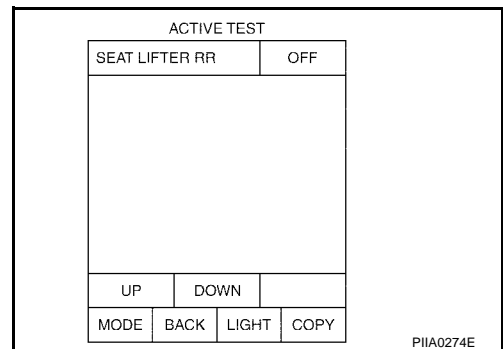 ACTIVE TEST
SEAT LIFTER RR OFF
UP DOWN
MODE BACK LIGHT COPY
PIIA0274E